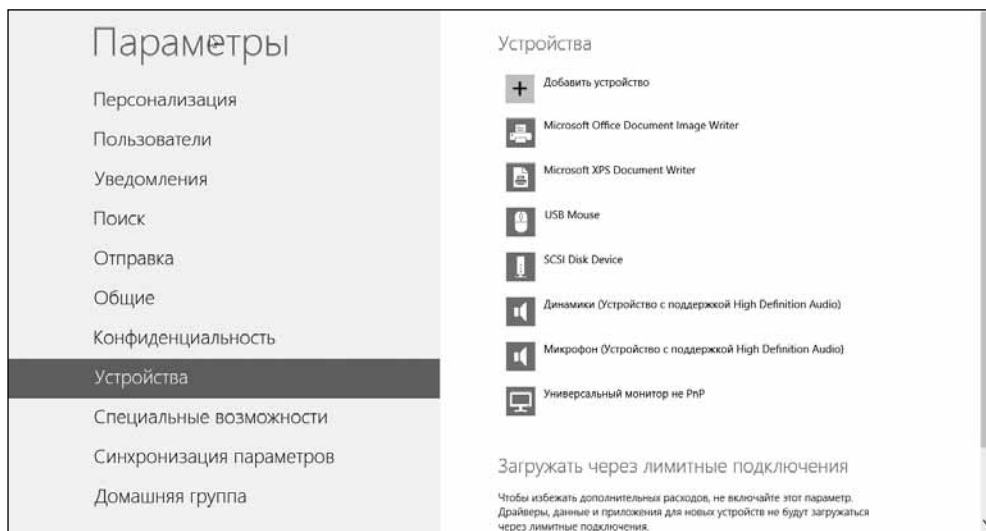 Параметры
Персонализация
Пользователи
Уведомления
Поиск
Отправка
Общие
Конфиденциальность
Устройства
Специальные возможности
Синхронизация параметров
Домашняя группа
Устройства
Добавить устройство
Microsoft Office Document Image Writer
Microsoft XPS Document Writer
USB Mouse
SCSI Disk Device
Динамики (Устройство с поддержкой High Definition Audio)
Микрофон (Устройство с поддержкой High Definition Audio)
Универсальный монитор не PnP
Загружать через лимитные подключения
Чтобы избежать дополнительных расходов, не включайте этот параметр.
Драйверы, данные и приложения для новых устройств не будут загружаться
через лимитные подключения.